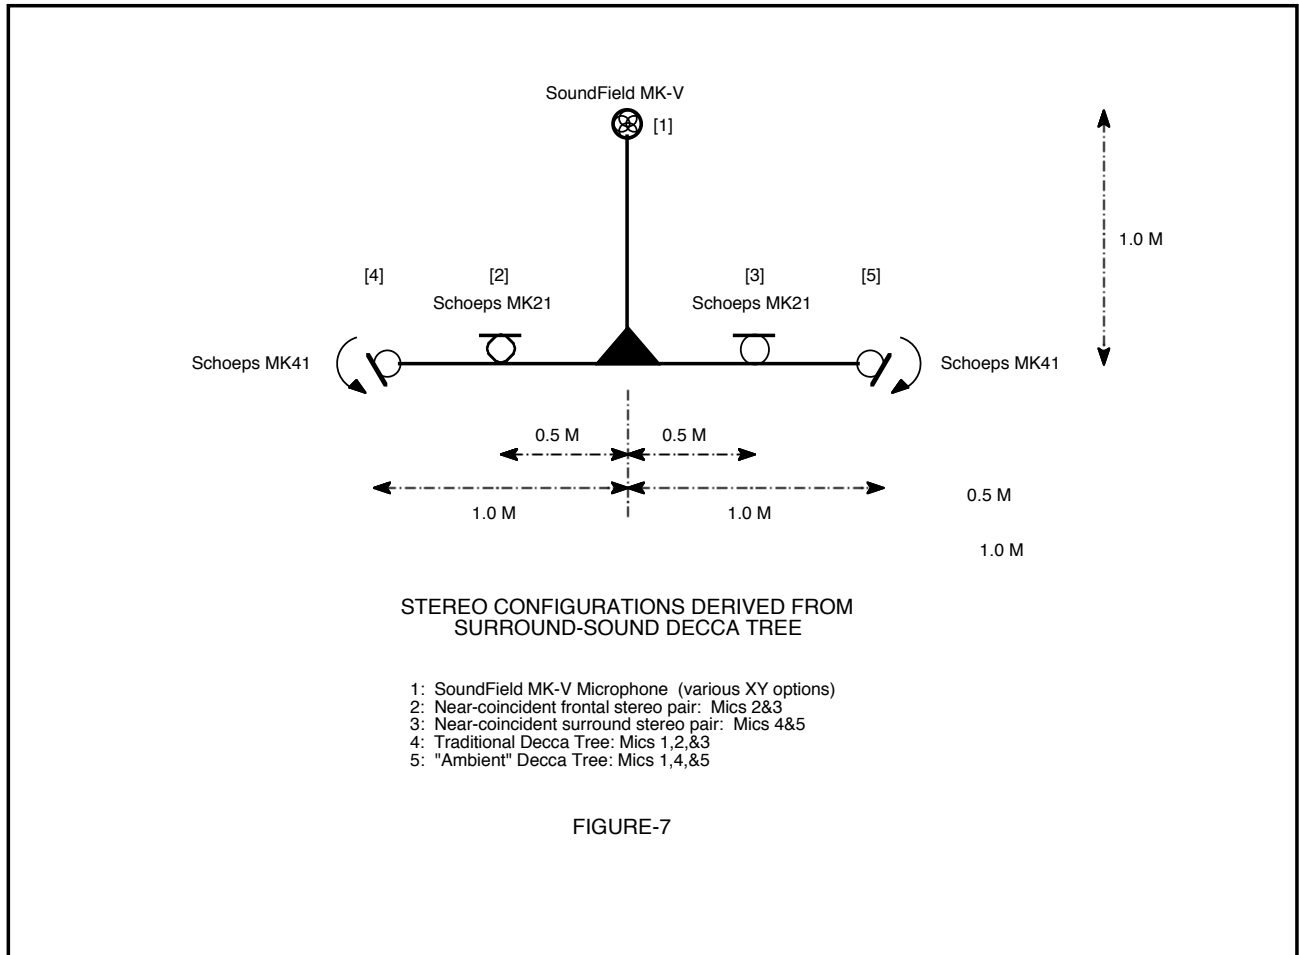 SoundField MK-V
[1]
1.0 M
[4] [2] [3] [5]
Schoeps MK21 Schoeps MK21
Schoeps MK41 Schoeps MK41
0.5 M 0.5 M
1.0 M 1.0 M 0.5 M
1.0 M
STEREO CONFIGURATIONS DERIVED FROM
SURROUND-SOUND DECCA TREE
1: SoundField MK-V Microphone (various XY options)
2: Near-coincident frontal stereo pair: Mics 2&3
3: Near-coincident surround stereo pair: Mics 4&5
4: Traditional Decca Tree: Mics 1,2,&3
5: "Ambient" Decca Tree: Mics 1,4,&5
FIGURE-7